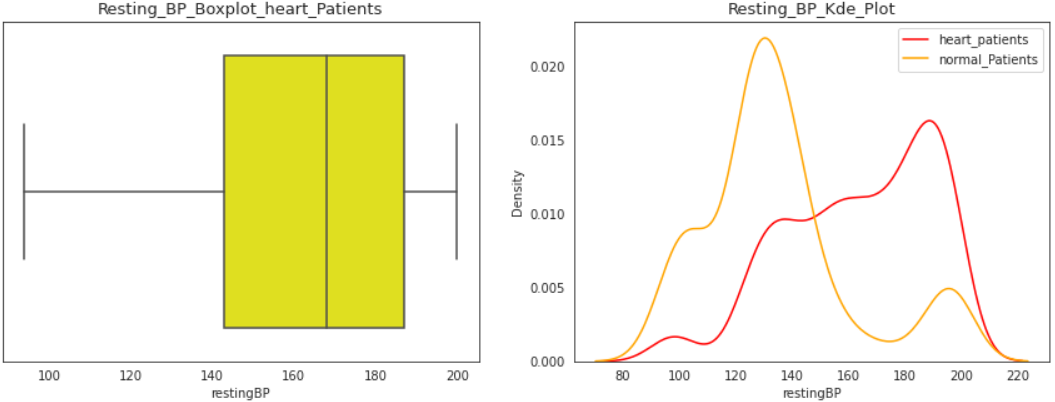 Resting_BP_Boxplot_heart_Patients
100 120 140 160 180 200
restingBP
Resting_BP_Kde_Plot
heart_patients
normal_Patients
0.020
0.015
0.010
0.005
0.000
Density
80 100 120 140 160 180 200 220
restingBP